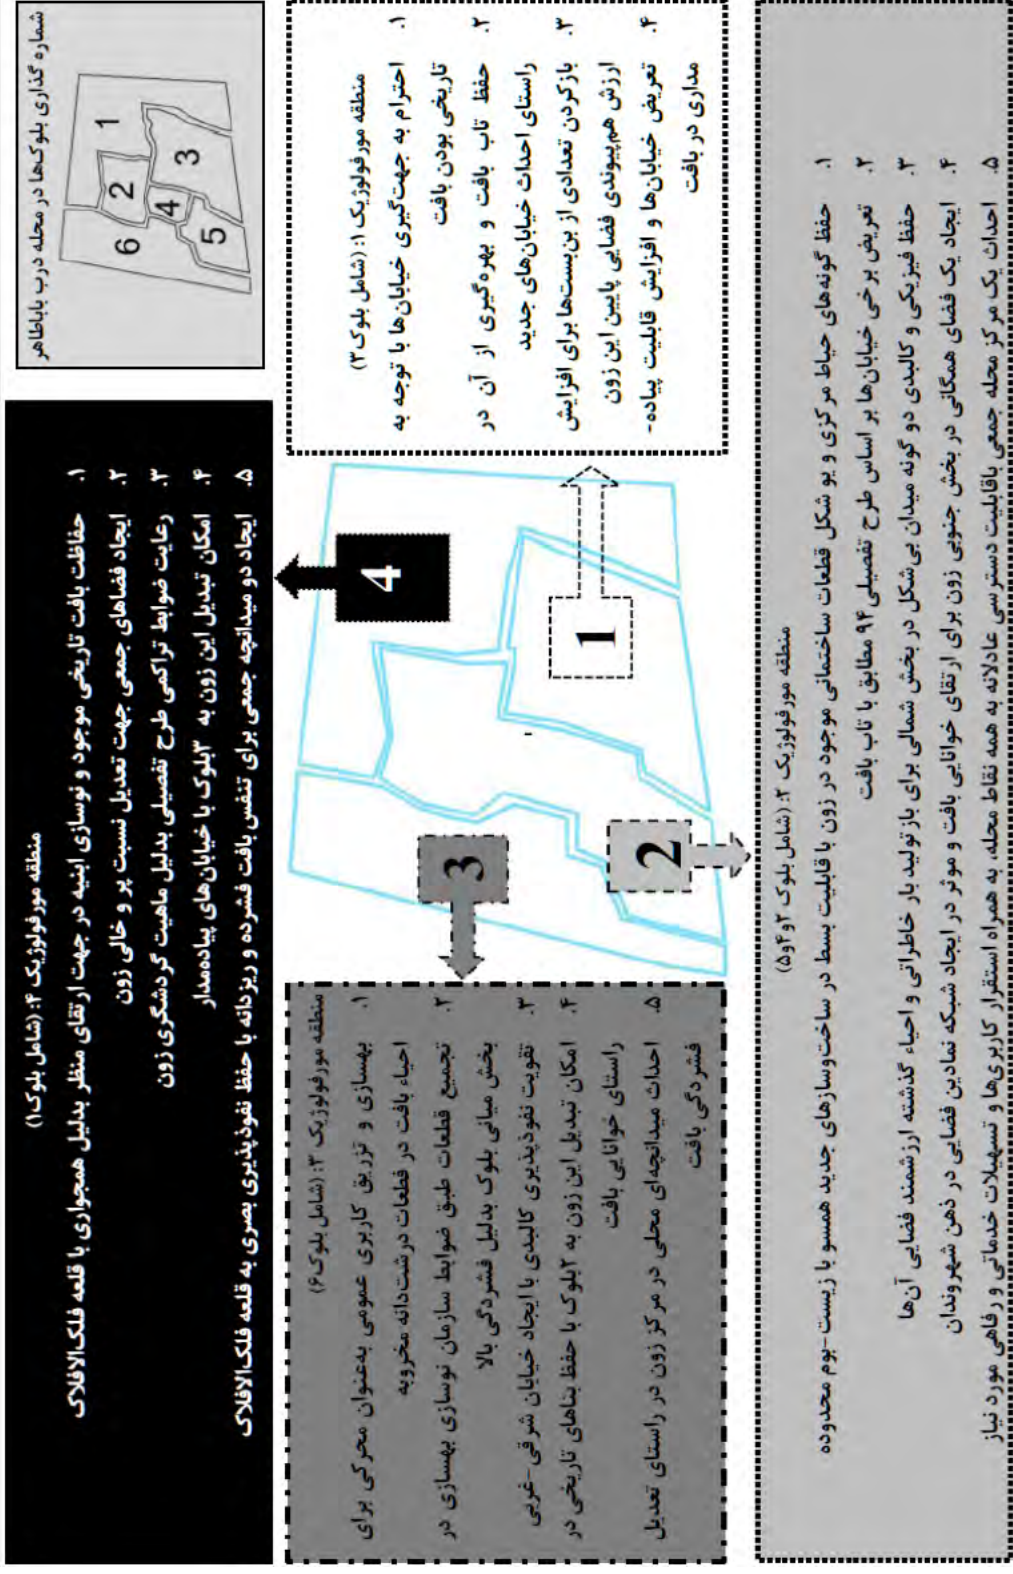 شماره گذاری بلوک‌ها در محله درب باباطاهر
1
2
3
4
5
6
منطقه مورفولوژیک ۴: (شامل بلوک۱)
۱. حفاظت بافت تاریخی موجود و نوسازی ابنیه در جهت ارتقای منظر بدلیل همجواری با قلعه فلک‌الافلاک
۲. ایجاد فضاهای جمعی جهت تعدیل نسبت پر و خالی زون
۳. رعایت ضوابط تراکمی طرح تفصیلی بدلیل ماهیت گردشگری زون
۴. امکان تبدیل این زون به ۳بلوک با خیابان‌های پیاده‌مدار
۵. ایجاد دو میدانچه جمعی برای تنفس بافت فشرده و ریزدانه با حفظ نفوذپذیری بصری به قلعه فلک‌الافلاک
منطقه مورفولوژیک ۱: (شامل بلوک۳)
۱. احترام به جهت‌گیری خیابان‌ها با توجه به
تاریخی بودن بافت
۲. حفظ تاب بافت و بهره‌گیری از آن در
راستای احداث خیابان‌های جدید
۳. بازکردن تعدادی از بن‌بست‌ها برای افزایش
ارزش هم‌پیوندی فضایی پایین این زون
۴. تعریض خیابان‌ها و افزایش قابلیت پیاده-
مداری در بافت
4
1
3
2
منطقه مورفولوژیک ۳: (شامل بلوک۶)
۱. بهسازی و تزریق کاربری عمومی به‌عنوان محرکی برای
احیاء بافت در قطعات درشت‌دانه مخروبه
۲. تجمیع قطعات طبق ضوابط سازمان نوسازی بهسازی در
بخش میانی بلوک بدلیل فشردگی بالا
۳. تقویت نفوذپذیری کالبدی با ایجاد خیابان شرقی-غربی
۴. امکان تبدیل این زون به ۲بلوک با حفظ بناهای تاریخی در
راستای خوانایی بافت
۵. احداث میدانچه‌ای محلی در مرکز زون در راستای تعدیل
فشردگی بافت
منطقه مورفولوژیک ۲: (شامل بلوک ۲و۴و۵)
۱. حفظ گونه‌های حیاط مرکزی و یو شکل قطعات ساختمانی موجود در زون با قابلیت بسط در ساخت‌وسازهای جدید همسو با زیست-بوم محدوده
۲. تعریض برخی خیابان‌ها بر اساس طرح تفصیلی۹۴ مطابق با تاب بافت
۳. حفظ فیزیکی و کالبدی دو گونه میدان بی‌شکل در بخش شمالی برای بازتولید بار خاطراتی و احیاء گذشته ارزشمند فضایی آن‌ها
۴. ایجاد یک فضای همگانی در بخش جنوبی زون برای ارتقای خوانایی بافت و موثر در ایجاد شبکه نمادین فضایی در ذهن شهروندان
۵. احداث یک مرکز محله جمعی باقابلیت دسترسی عادلانه به همه نقاط محله، به همراه استقرار کاربری‌ها و تسهیلات خدماتی و رفاهی مورد نیاز